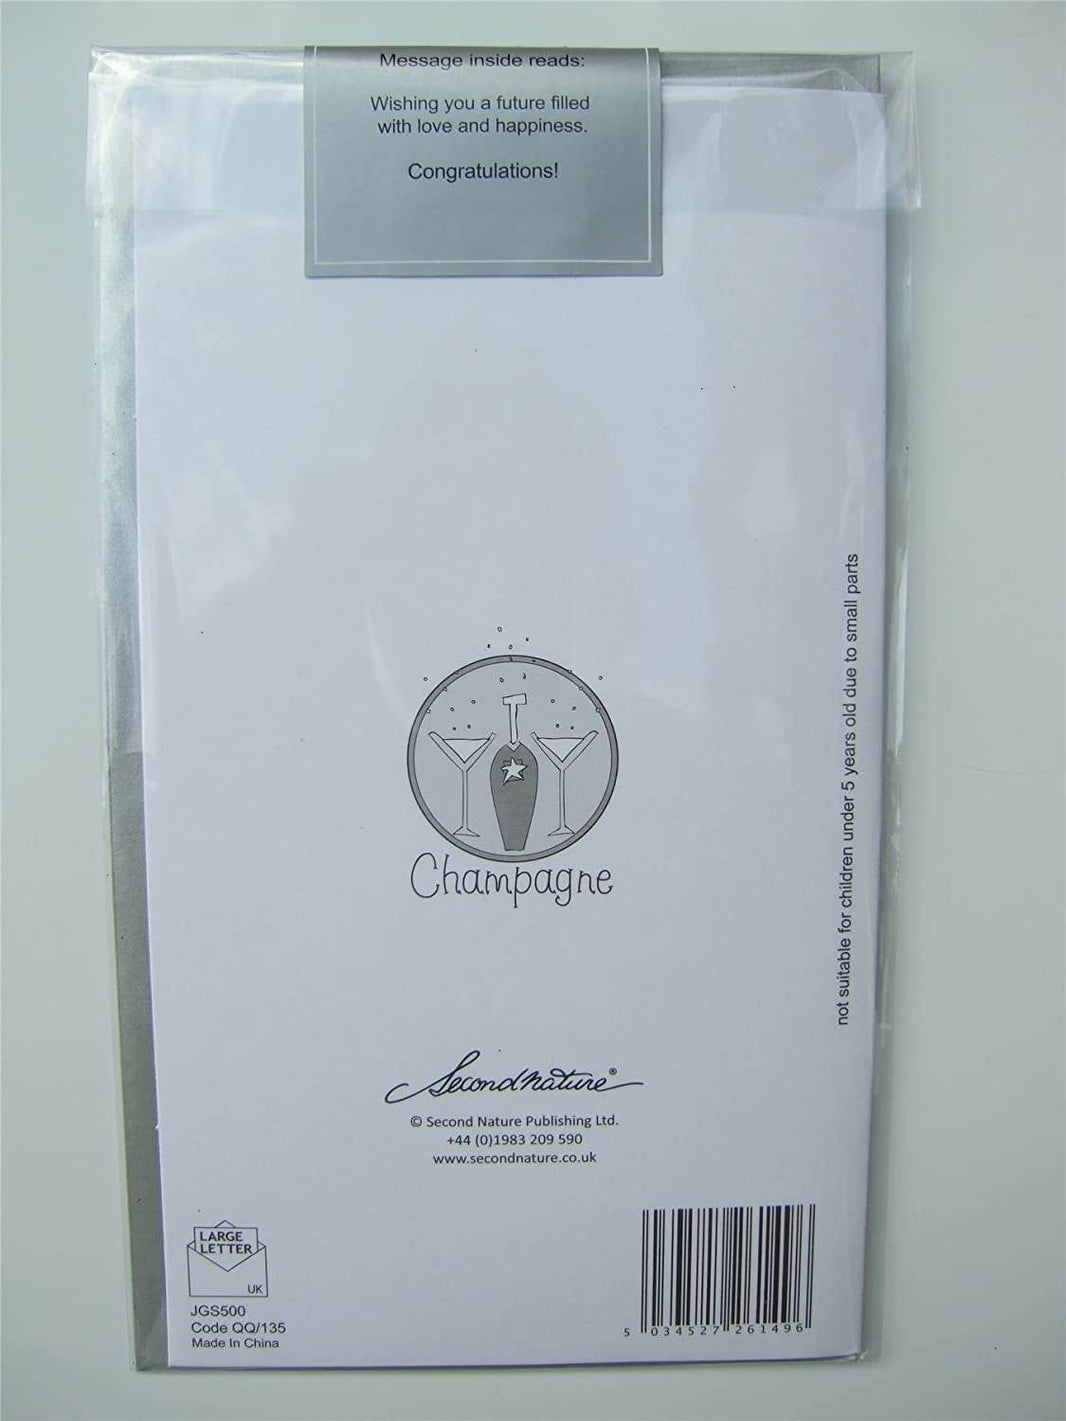 Message inside reads:
Wishing you a future filled
with love and happiness.
Congratulations!
not suitable for children under 5 years old due to small parts
Champagne
Second nature®
© Second Nature Publishing Ltd.
+44 (0)1983 209 590
www.secondnature.co.uk
LARGE
LETTER
UK
JGS500
Code QQ/135
Made In China
5 034527 261496